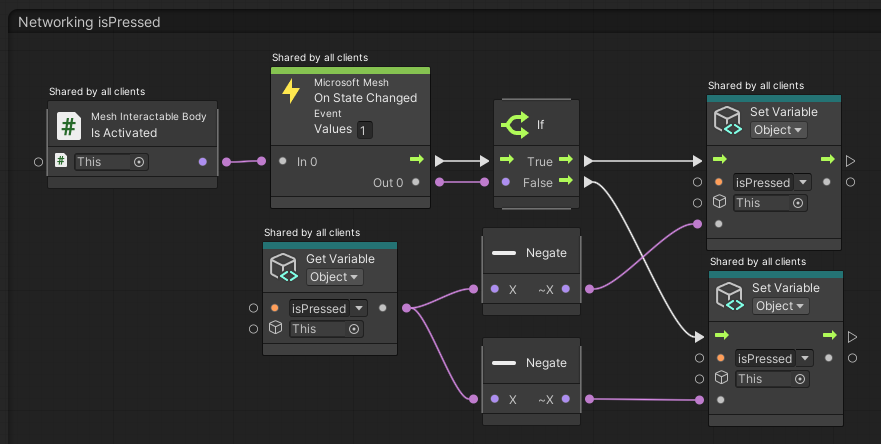 Networking isPressed
Shared by all clients
Mesh Interactable Body
Is Activated
This
Shared by all clients
Microsoft Mesh
On State Changed
Event
Values 1
In 0
Out 0
If
True
False
Shared by all clients
Set Variable
Object
isPressed
This
Shared by all clients
Get Variable
Object
isPressed
This
Negate
X ~X
Negate
X ~X
Shared by all clients
Set Variable
Object
isPressed
This